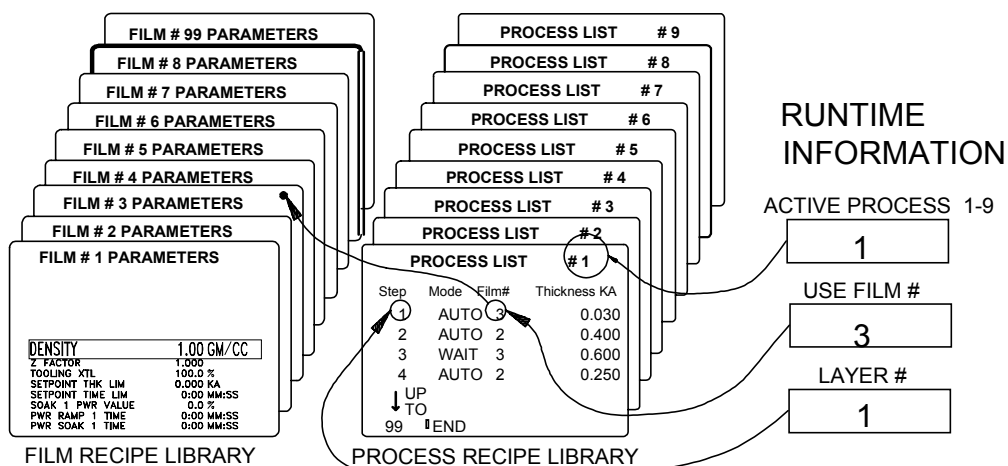 FILM # 99 PARAMETERS
FILM # 8 PARAMETERS
FILM # 7 PARAMETERS
FILM # 6 PARAMETERS
FILM # 5 PARAMETERS
FILM # 4 PARAMETERS
FILM # 3 PARAMETERS
FILM # 2 PARAMETERS
FILM # 1 PARAMETERS
DENSITY 1.00 GM/CC
Z FACTOR 1.000
TOOLING XTL 100.0 %
SETPOINT THK LIM 0.000 KA
SETPOINT TIME LIM 0:00 MM:SS
SOAK 1 PWR VALUE 0.0 %
PWR RAMP 1 TIME 0:00 MM:SS
PWR SOAK 1 TIME 0:00 MM:SS
FILM RECIPE LIBRARY
PROCESS LIST # 9
PROCESS LIST # 8
PROCESS LIST # 7
PROCESS LIST # 6
PROCESS LIST # 5
PROCESS LIST # 4
PROCESS LIST # 3
PROCESS LIST # 2
PROCESS LIST # 1
Step Mode Film# Thickness KA
1 AUTO 3 0.030
2 AUTO 2 0.400
3 WAIT 3 0.600
4 AUTO 2 0.250
UP
TO
99 END
PROCESS RECIPE LIBRARY
RUNTIME
INFORMATION
ACTIVE PROCESS 1-9
1
USE FILM #
3
LAYER #
1